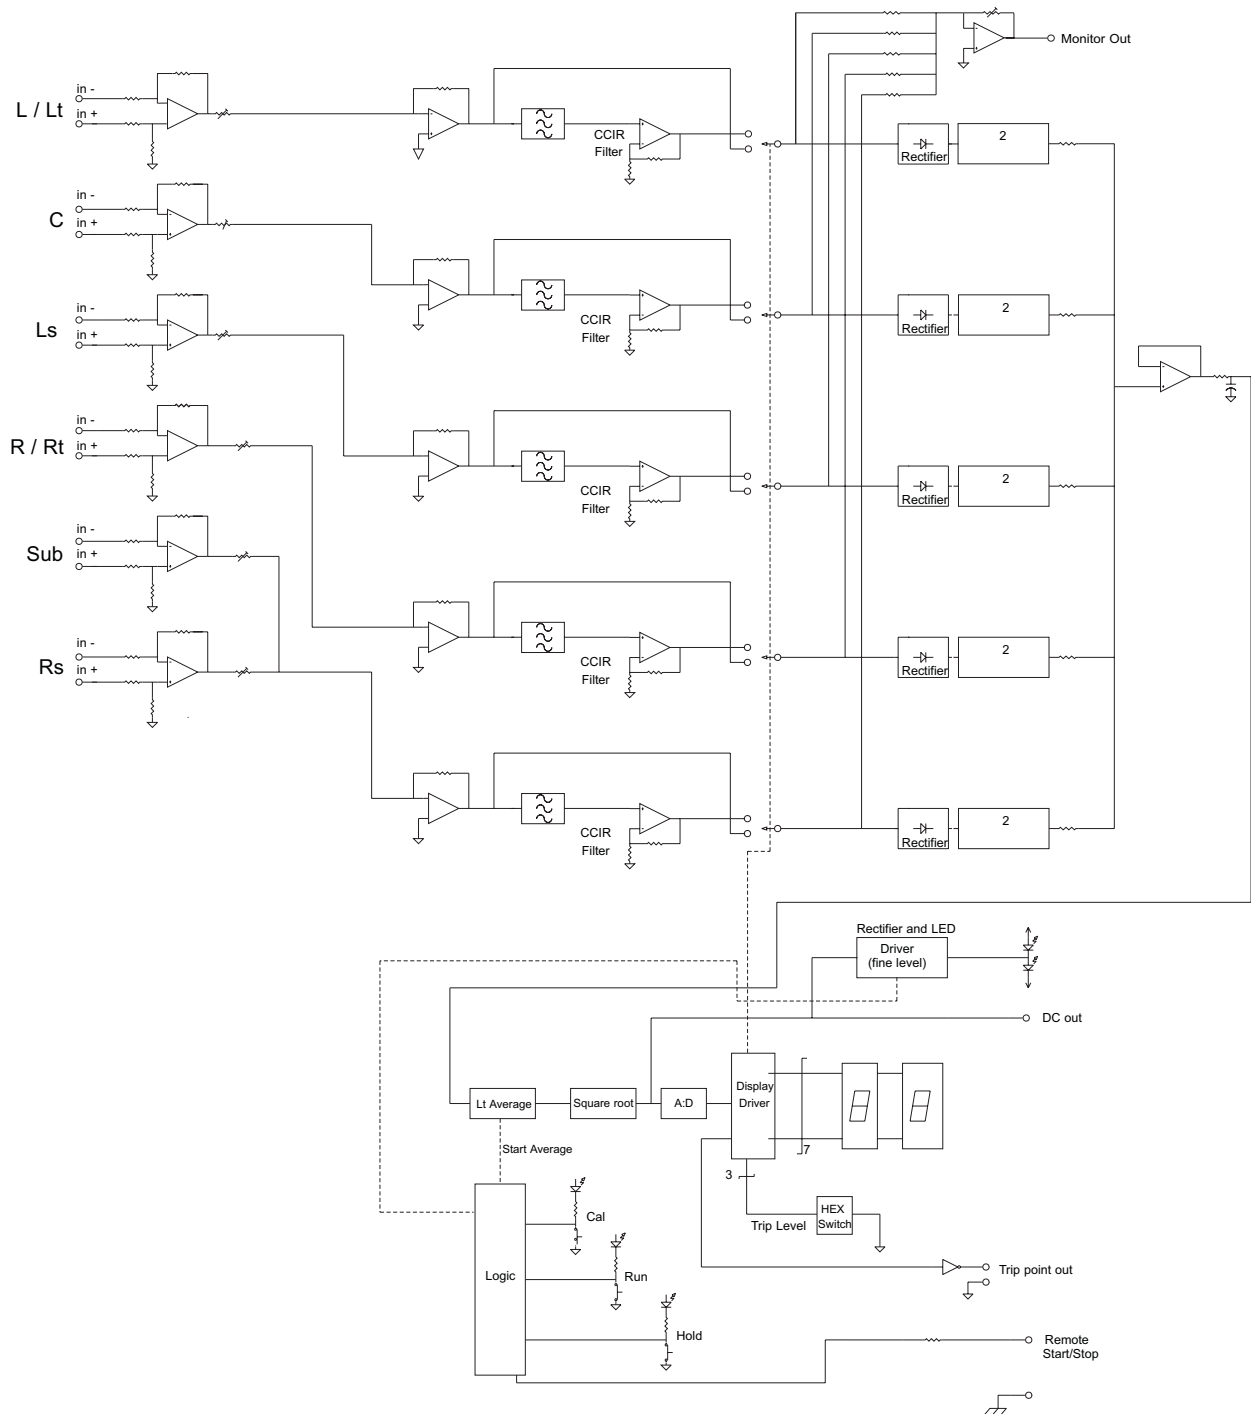 Monitor Out
L / Lt
in -
in +
CCIR
Filter
Rectifier
2
C
in -
in +
CCIR
Filter
Rectifier
2
Ls
in -
in +
CCIR
Filter
Rectifier
2
R / Rt
in -
in +
CCIR
Filter
Rectifier
2
Sub
in -
in +
Rs
in -
in +
CCIR
Filter
Rectifier
2
Rectifier and LED
Driver
(fine level)
DC out
Lt Average
Square root
A:D
Display
Driver
7
Start Average
3
Trip Level
HEX
Switch
Logic
Cal
Run
Hold
Trip point out
Remote
Start/Stop